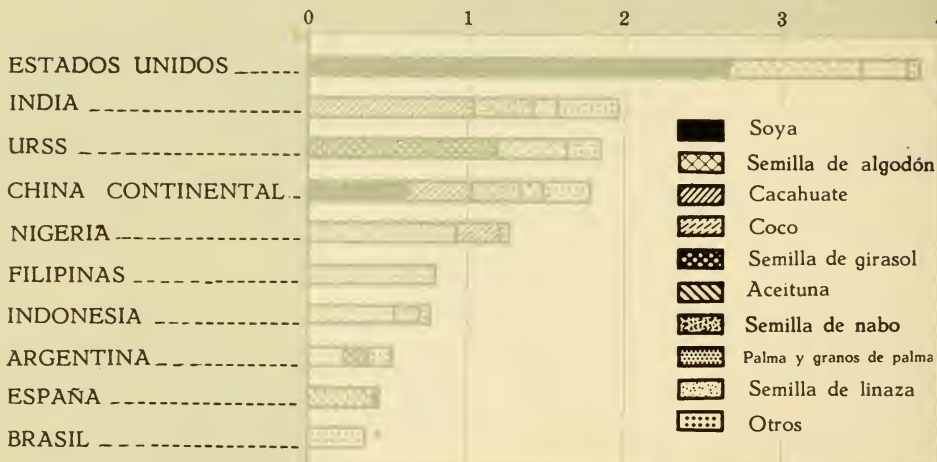 0 1 2 3
ESTADOS UNIDOS
INDIA
URSS
CHINA CONTINENTAL
NIGERIA
FILIPINAS
INDONESIA
ARGENTINA
ESPAÑA
BRASIL
Soya
Semilla de algodón
Cacahuate
Coco
Semilla de girasol
Aceituna
Semilla de nabo
Palma y granos de palma
Semilla de linaza
Otros